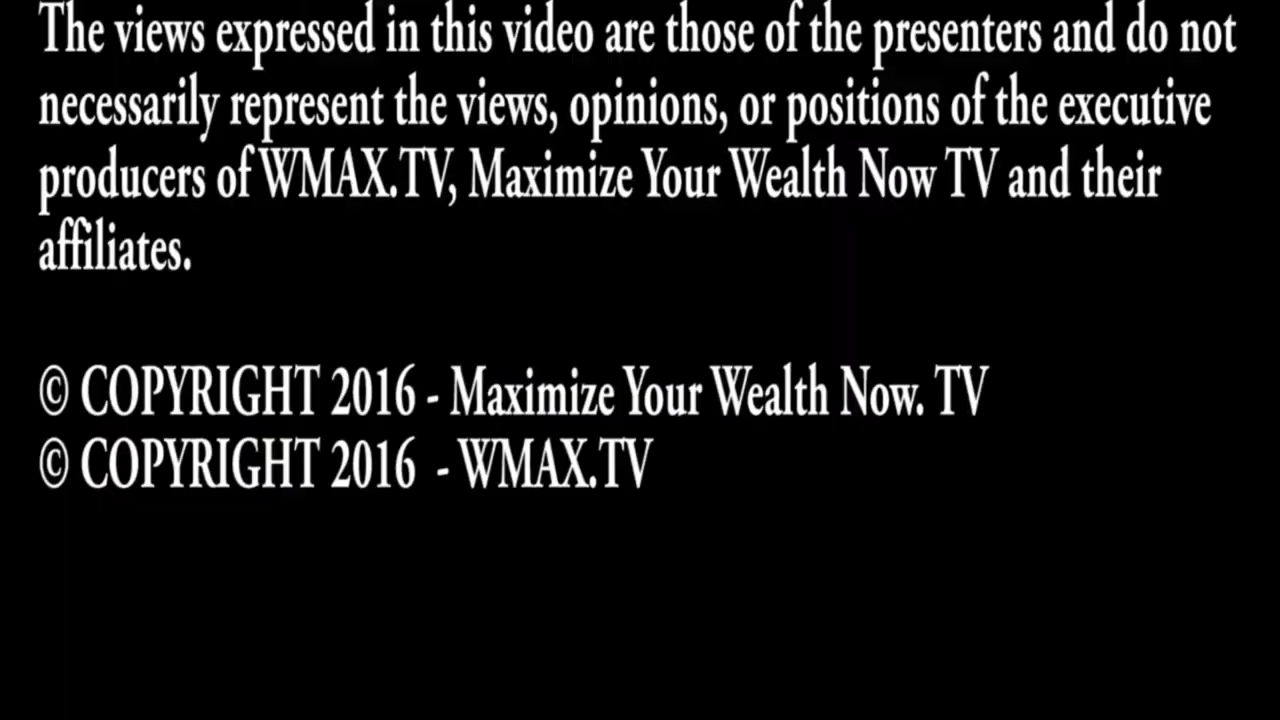 The views expressed in this video are those of the presenters and do not
necessarily represent the views, opinions, or positions of the executive
producers of WMAX.TV, Maximize Your Wealth Now TV and their
affiliates.
© COPYRIGHT 2016 - Maximize Your Wealth Now. TV
© COPYRIGHT 2016 - WMAX.TV